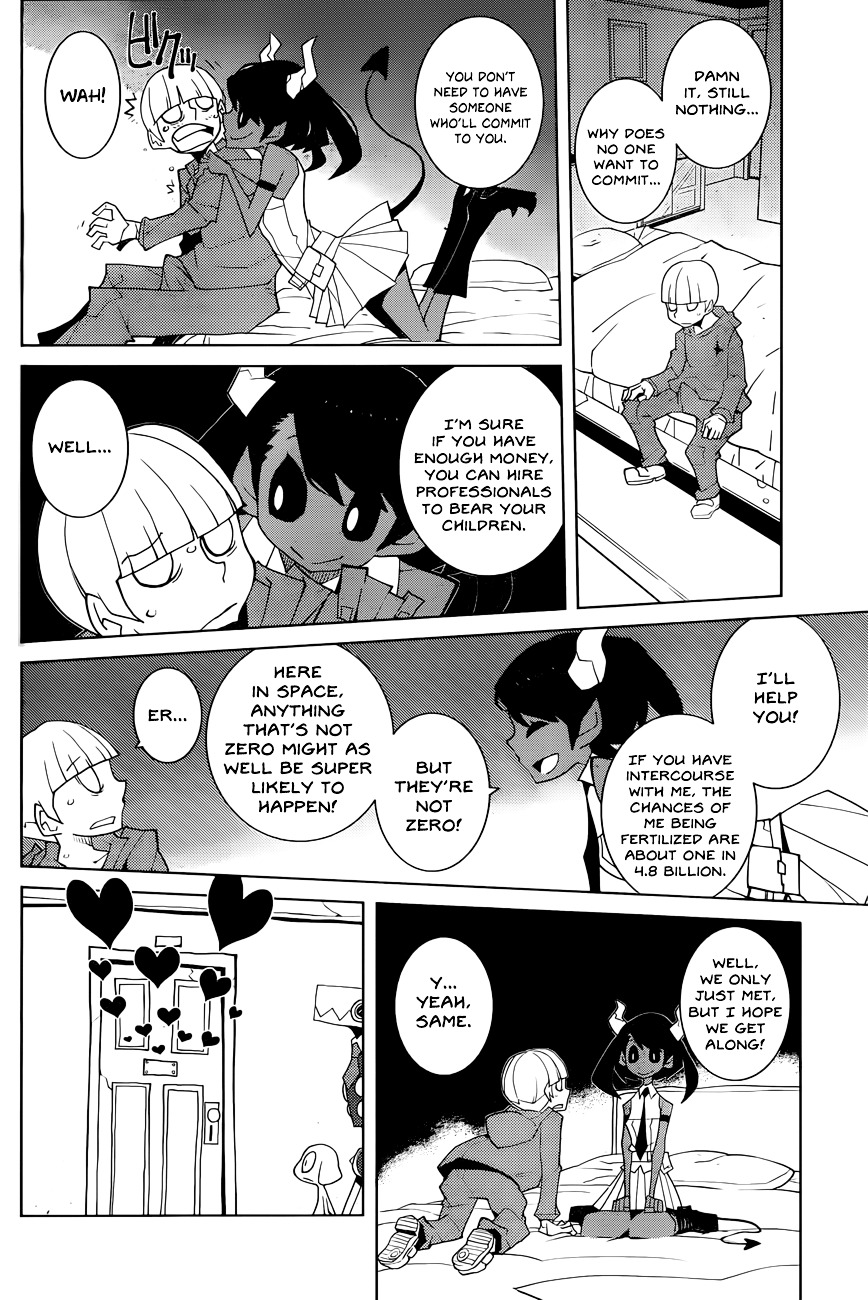 DAMN
IT, STILL
NOTHING...
WHY DOES
NO ONE
WANT TO
COMMIT...
YOU DON'T
NEED TO HAVE
SOMEONE
WHO'LL COMMIT
TO YOU.
ビクッ
WAH!
I'M SURE
IF YOU HAVE
ENOUGH MONEY,
YOU CAN HIRE
PROFESSIONALS
TO BEAR YOUR
CHILDREN.
WELL...
I'LL
HELP
YOU!
IF YOU HAVE
INTERCOURSE
WITH ME, THE
CHANCES OF
ME BEING
FERTILIZED ARE
ABOUT ONE IN
4.8 BILLION.
BUT
THEY'RE
NOT
ZERO!
HERE
IN SPACE,
ANYTHING
THAT'S NOT
ZERO MIGHT AS
WELL BE SUPER
LIKELY TO
HAPPEN!
ER...
WELL,
WE ONLY
JUST MET,
BUT I HOPE
WE GET
ALONG!
Y...
YEAH,
SAME.